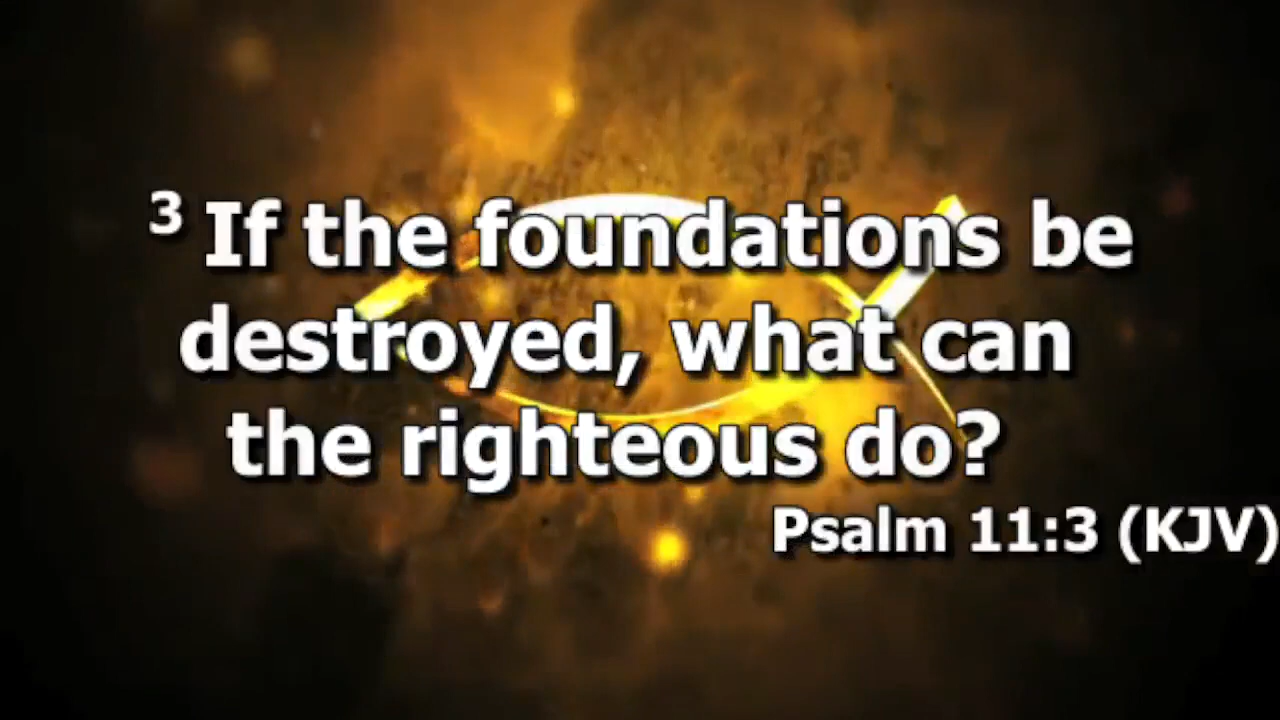 3 If the foundations be
destroyed, what can
the righteous do?
Psalm 11:3 (KJV)